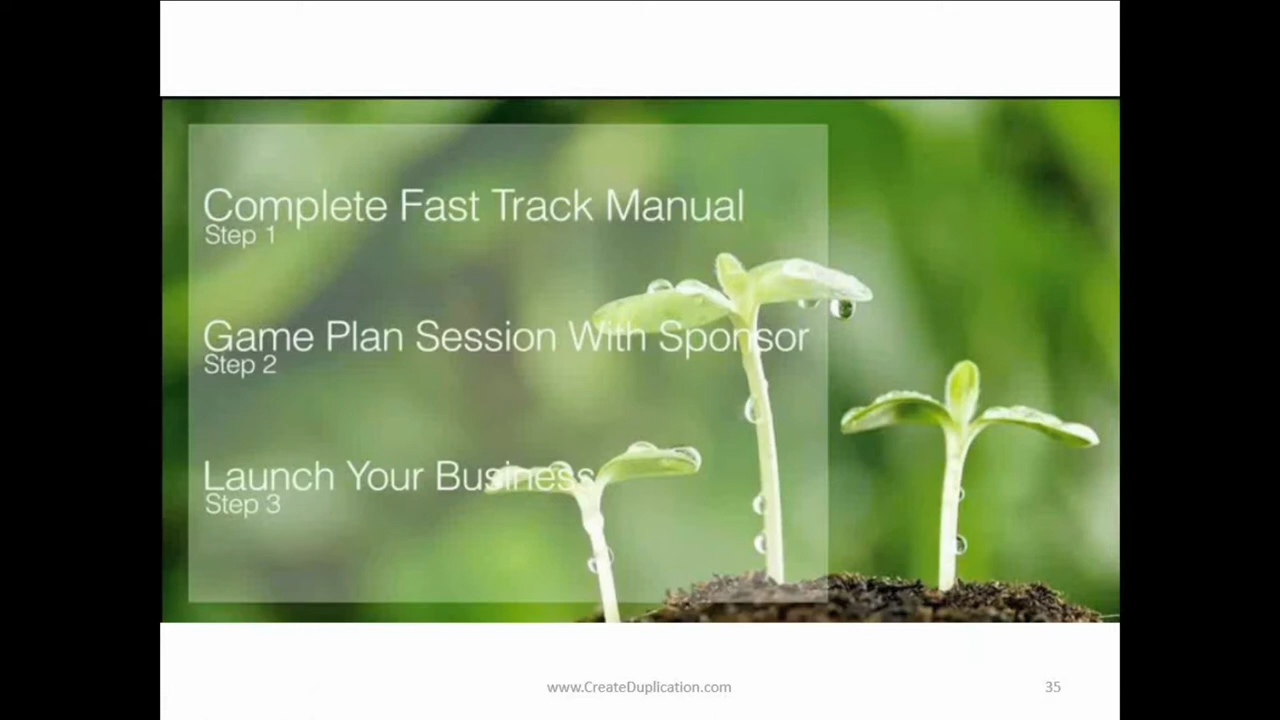 Complete Fast Track Manual
Step 1
Game Plan Session With Sponsor
Step 2
Launch Your Business
Step 3
www.CreateDuplication.com
35